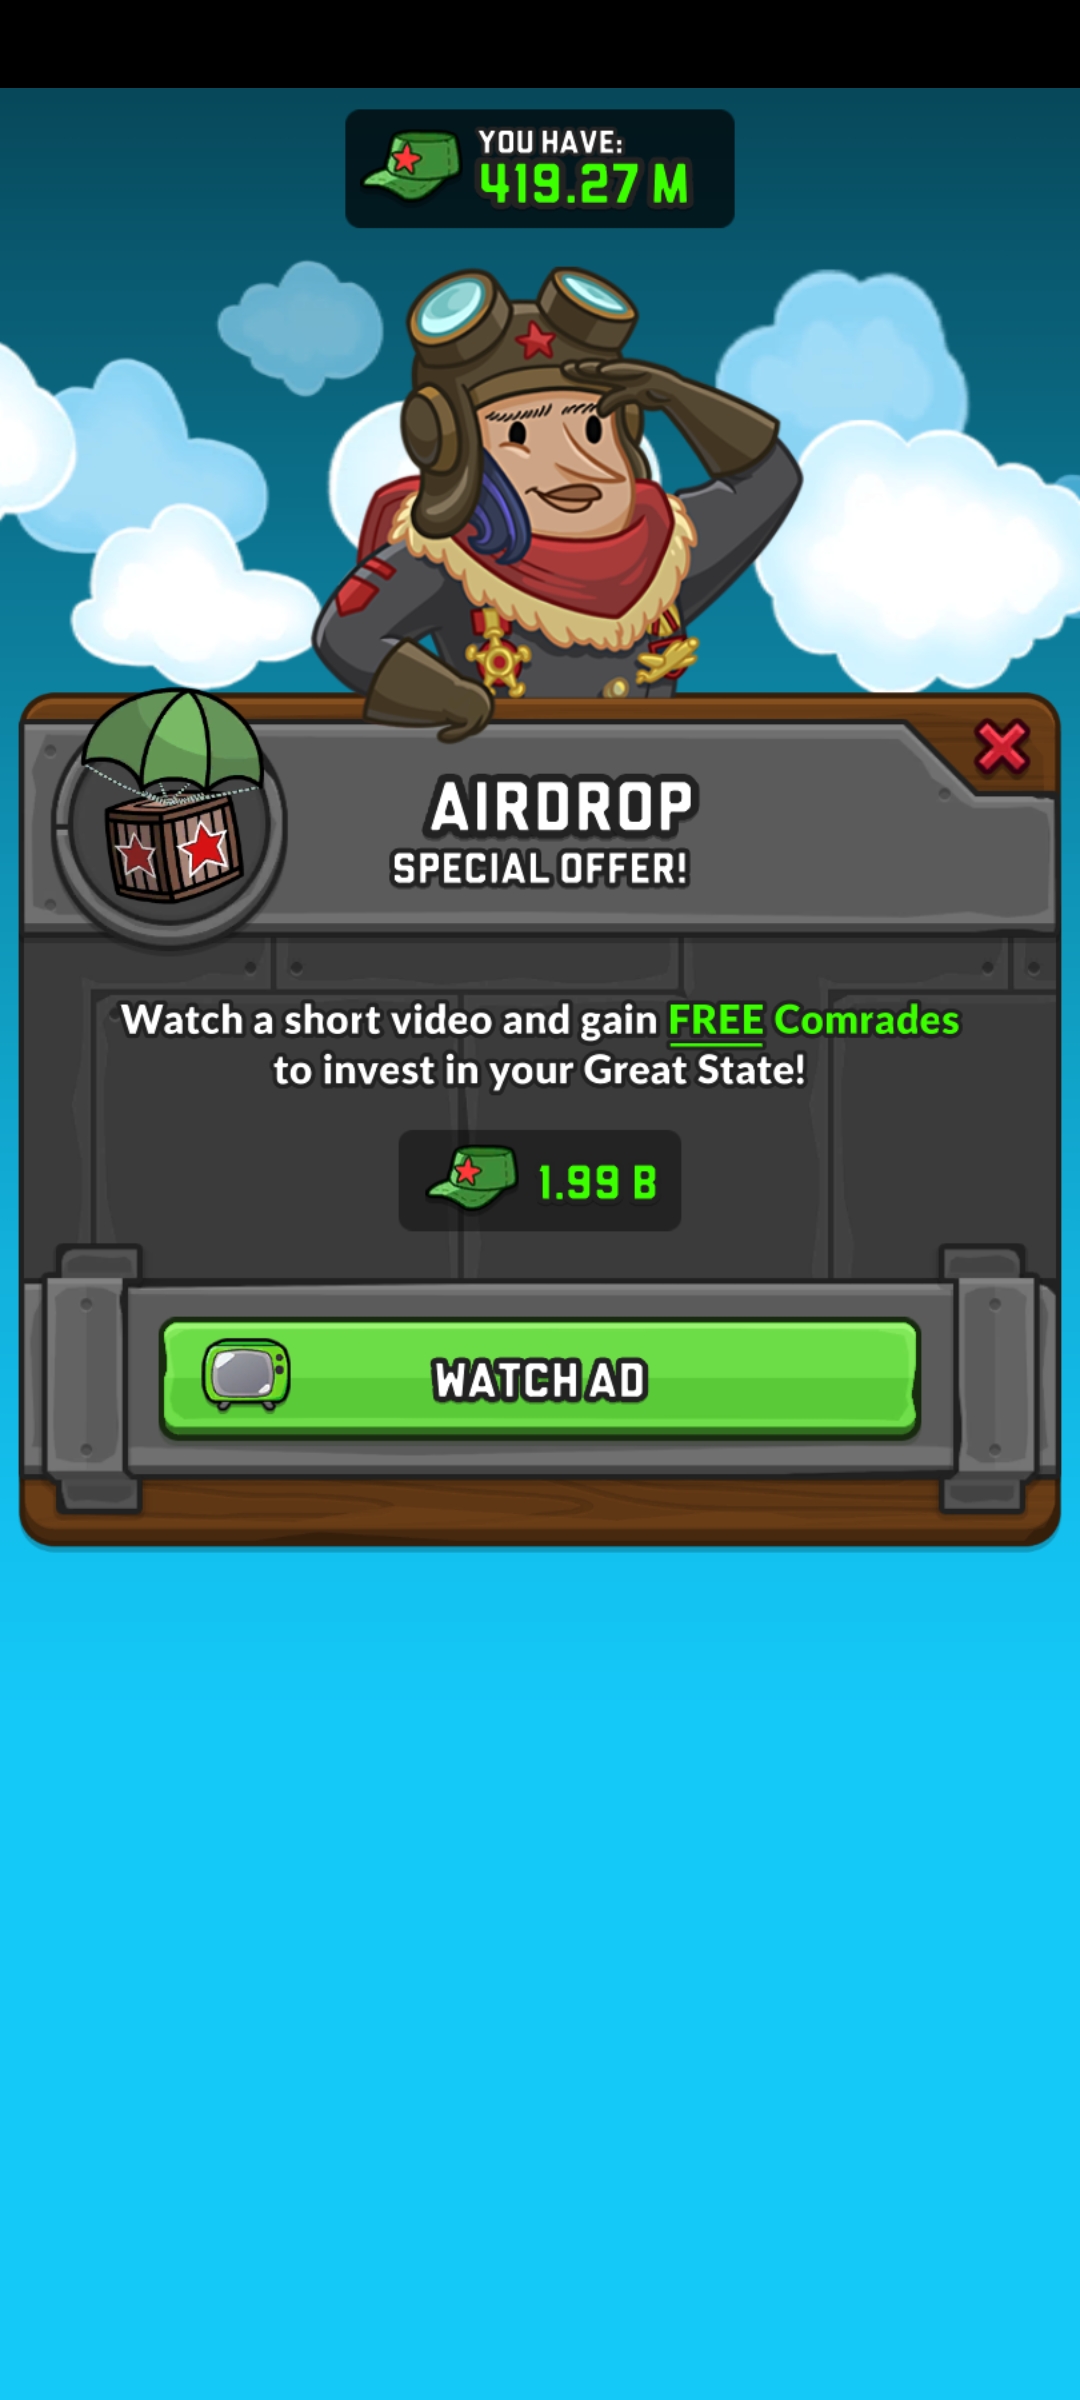 YOU HAVE:
419.27 M
AIRDROP
SPECIAL OFFER!
Watch a short video and gain FREE Comrades
to invest in your Great State!
1.99 B
WATCH AD